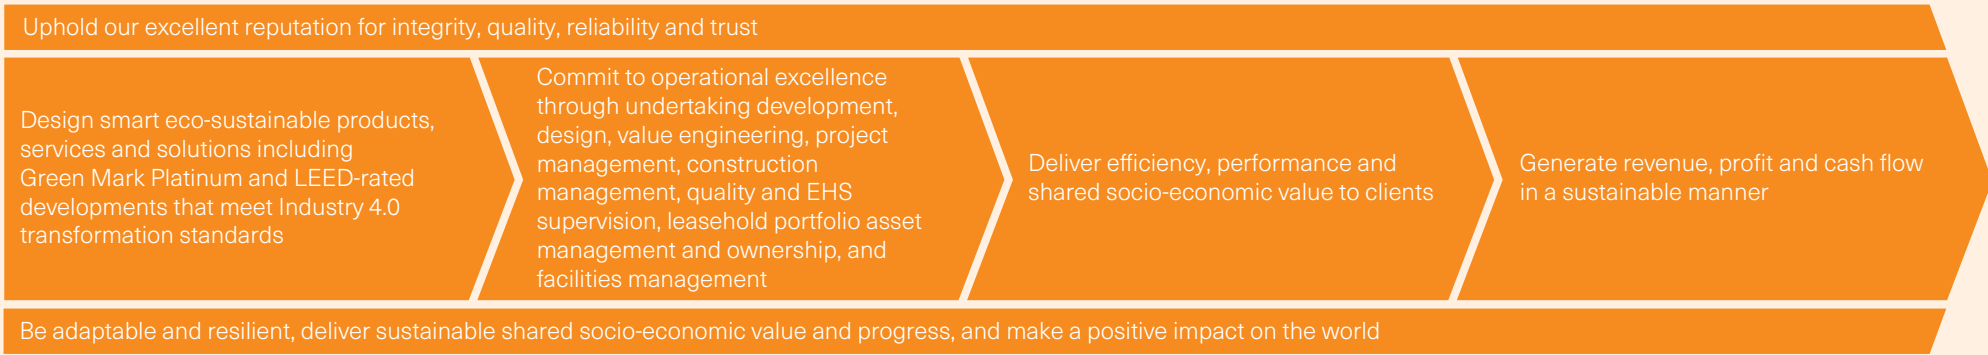 Uphold our excellent reputation for integrity, quality, reliability and trust
Design smart eco-sustainable products,
services and solutions including
Green Mark Platinum and LEED-rated
developments that meet Industry 4.0
transformation standards
Commit to operational excellence
through undertaking development,
design, value engineering, project
management, construction
management, quality and EHS
supervision, leasehold portfolio asset
management and ownership, and
facilities management
Deliver efficiency, performance and
shared socio-economic value to clients
Generate revenue, profit and cash flow
in a sustainable manner
Be adaptable and resilient, deliver sustainable shared socio-economic value and progress, and make a positive impact on the world